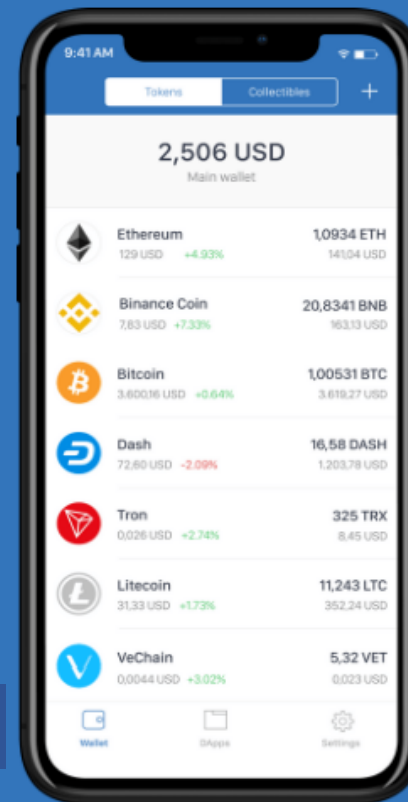 9:41 AM
Tokens Collectibles +
2,506 USD
Main wallet
Ethereum 1,0934 ETH
129 USD +4.93% 141,04 USD
Binance Coin 20,8341 BNB
7,83 USD +7.33% 163,13 USD
Bitcoin 1,00531 BTC
3.600,16 USD +0.64% 3.619,27 USD
Dash 16,58 DASH
72,60 USD -2.09% 1.203,78 USD
Tron 325 TRX
0,026 USD +2.74% 8,45 USD
Litecoin 11,243 LTC
31,33 USD +1.73% 352,24 USD
VeChain 5,32 VET
0,0044 USD +3.02% 0,023 USD
Wallet DApps Settings